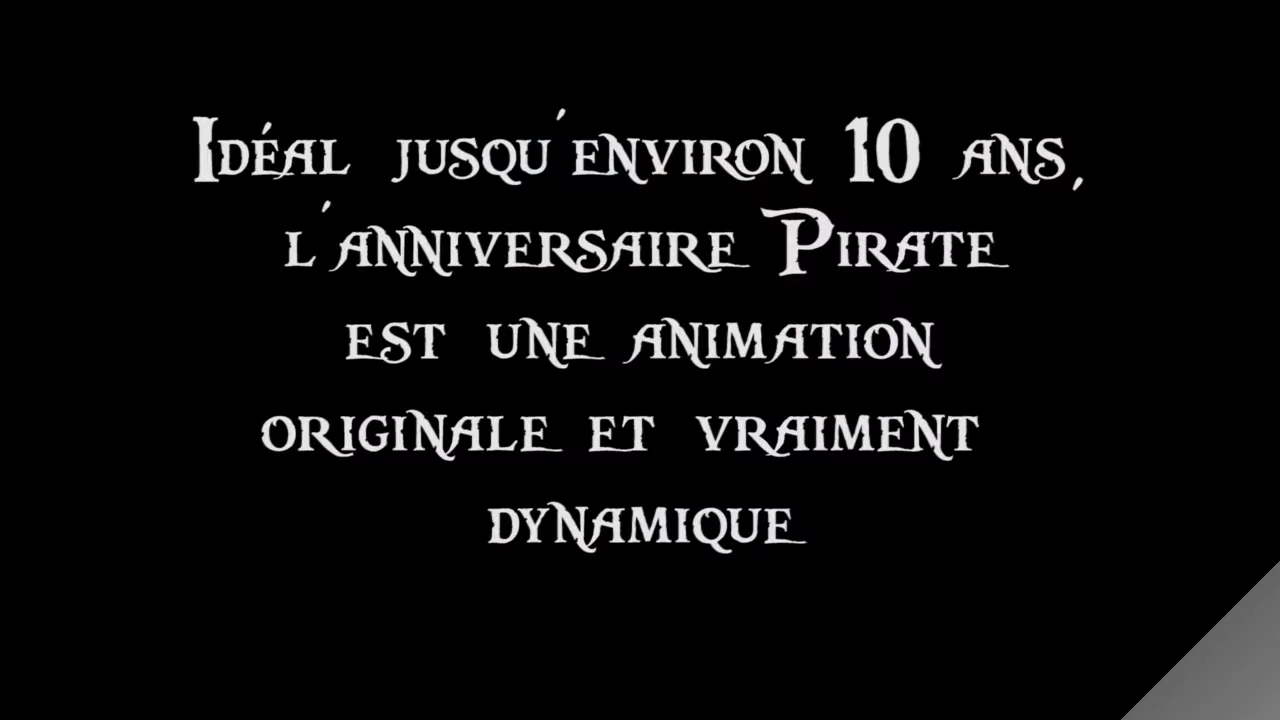 Idéal jusqu'environ 10 ans,
l'anniversaire Pirate
est une animation
originale et vraiment
dynamique